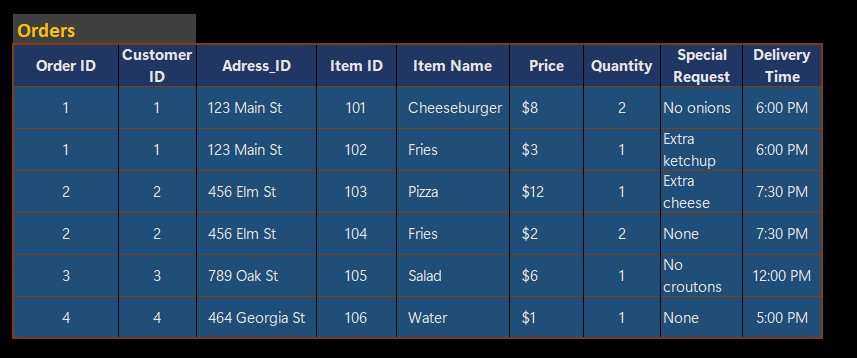 Orders
Order ID Customer ID Adress_ID Item ID Item Name Price Quantity Special Request Delivery Time
1 1 123 Main St 101 Cheeseburger $8 2 No onions 6:00 PM
1 1 123 Main St 102 Fries $3 1 Extra ketchup 6:00 PM
2 2 456 Elm St 103 Pizza $12 1 Extra cheese 7:30 PM
2 2 456 Elm St 104 Fries $2 2 None 7:30 PM
3 3 789 Oak St 105 Salad $6 1 No croutons 12:00 PM
4 4 464 Georgia St 106 Water $1 1 None 5:00 PM